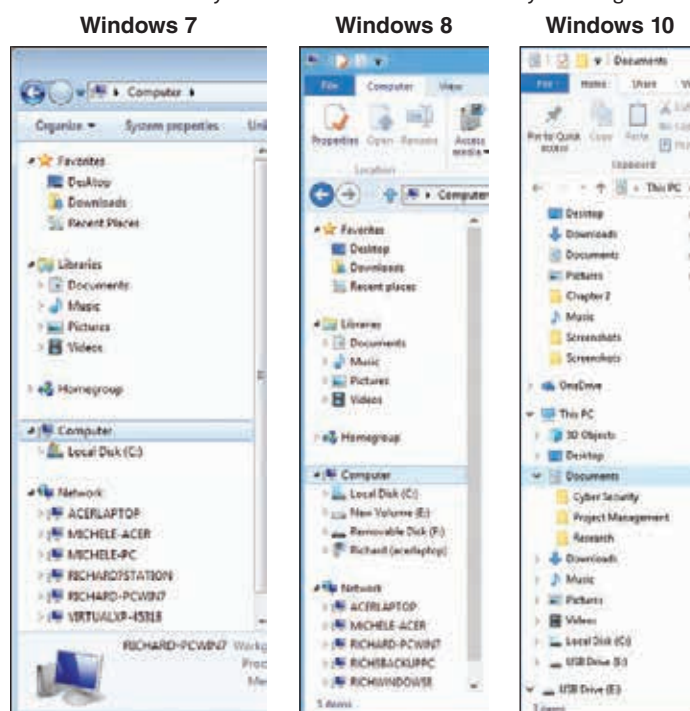 Windows 7
Computer
Organize
System properties
Favorites
Desktop
Downloads
Recent Places
Libraries
Documents
Music
Pictures
Videos
Homegroup
Computer
Local Disk (C:)
Network
ACERLAPTOP
MICHELE-ACER
MICHELE-PC
RICHARD7STATION
RICHARD-PCWIN7
VIRTUALXP-45318
RICHARD-PCWIN7 Workg
Windows 8
File Computer View
Properties Open Rename Access media
Location
Computer
Favorites
Desktop
Downloads
Recent places
Libraries
Documents
Music
Pictures
Videos
Homegroup
Computer
Local Disk (C:)
New Volume (E:)
Removable Disk (F:)
Richard (acerlaptop)
Network
ACERLAPTOP
MICHELE-ACER
RICHARD-PCWIN7
RICHSBACKUPPC
RICHWINDOWS8
5 items
Windows 10
Documents
File Home Share
Pin to Quick access Copy Paste
Clipboard
This PC
Desktop
Downloads
Documents
Pictures
Chapter 2
Music
Screenshots
Screenshots
OneDrive
This PC
3D Objects
Desktop
Documents
Cyber Security
Project Management
Research
Downloads
Music
Pictures
Videos
Local Disk (C:)
USB Drive
USB Drive (E:)
3 items